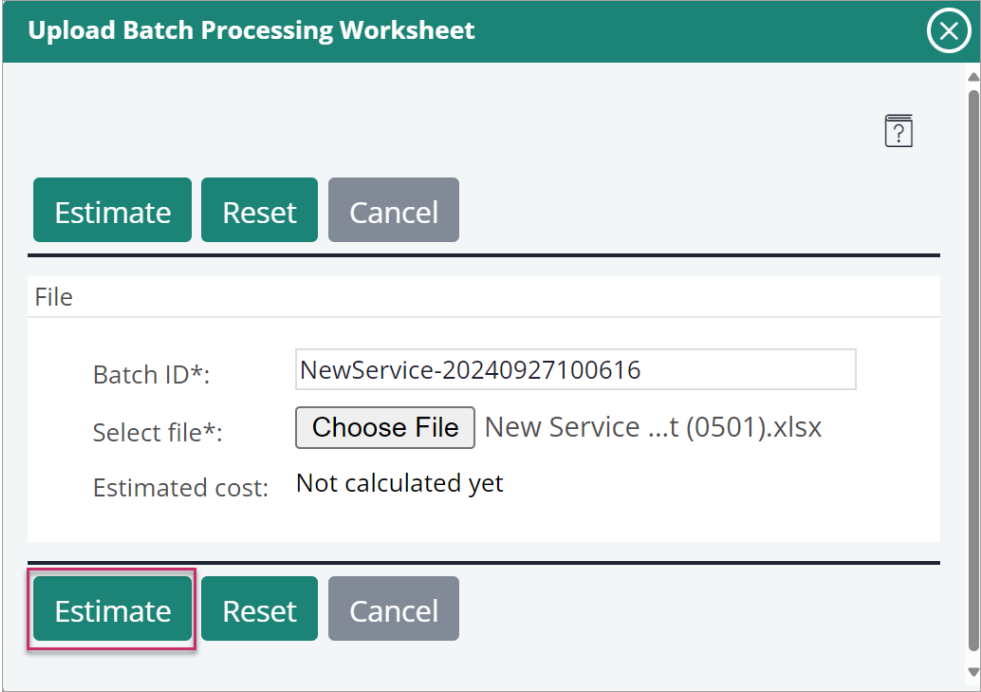 Upload Batch Processing Worksheet
?
Estimate Reset Cancel
File
Batch ID*: NewService-20240927100616
Select file*: Choose File New Service ...t (0501).xlsx
Estimated cost: Not calculated yet
Estimate Reset Cancel